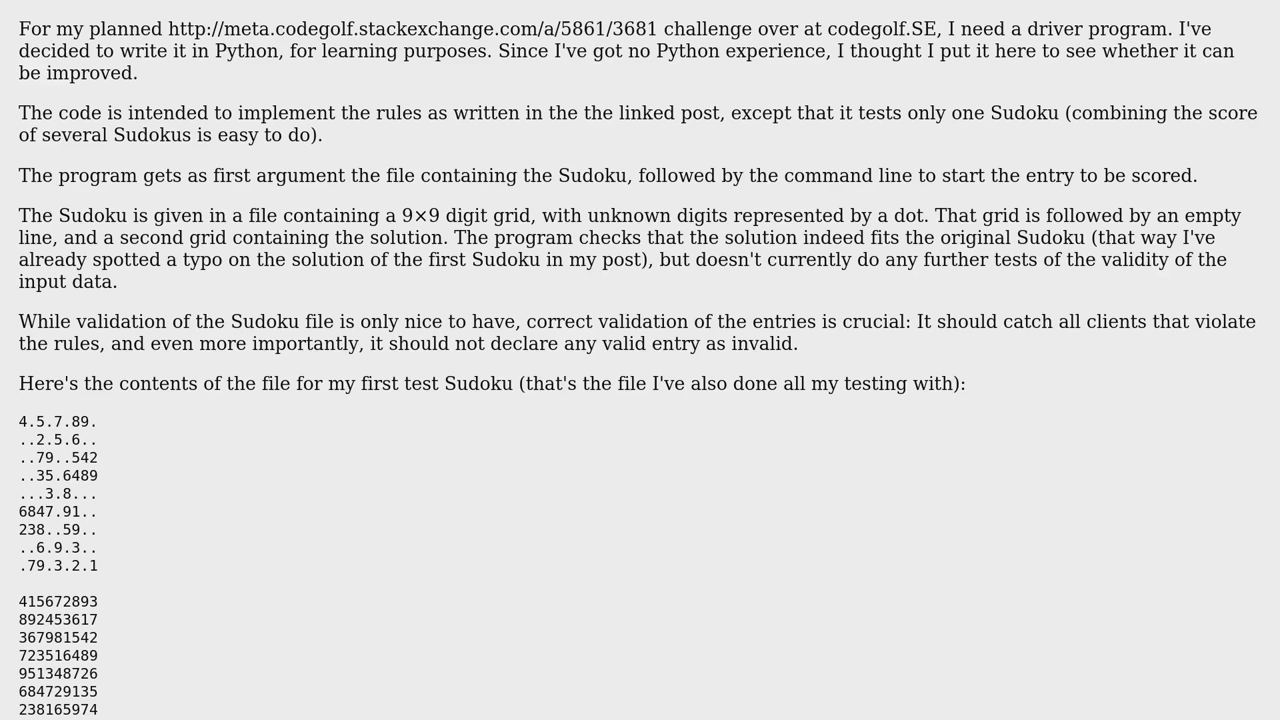 For my planned http://meta.codegolf.stackexchange.com/a/5861/3681 challenge over at codegolf.SE, I need a driver program. I've
decided to write it in Python, for learning purposes. Since I've got no Python experience, I thought I put it here to see whether it can
be improved.
The code is intended to implement the rules as written in the the linked post, except that it tests only one Sudoku (combining the score
of several Sudokus is easy to do).
The program gets as first argument the file containing the Sudoku, followed by the command line to start the entry to be scored.
The Sudoku is given in a file containing a 9×9 digit grid, with unknown digits represented by a dot. That grid is followed by an empty
line, and a second grid containing the solution. The program checks that the solution indeed fits the original Sudoku (that way I've
already spotted a typo on the solution of the first Sudoku in my post), but doesn't currently do any further tests of the validity of the
input data.
While validation of the Sudoku file is only nice to have, correct validation of the entries is crucial: It should catch all clients that violate
the rules, and even more importantly, it should not declare any valid entry as invalid.
Here's the contents of the file for my first test Sudoku (that's the file I've also done all my testing with):
4.5.7.89.
..2.5.6..
..79..542
..35.6489
...3.8...
6847.91..
238..59..
..6.9.3..
.79.3.2.1
415672893
892453617
367981542
723516489
951348726
684729135
238165974